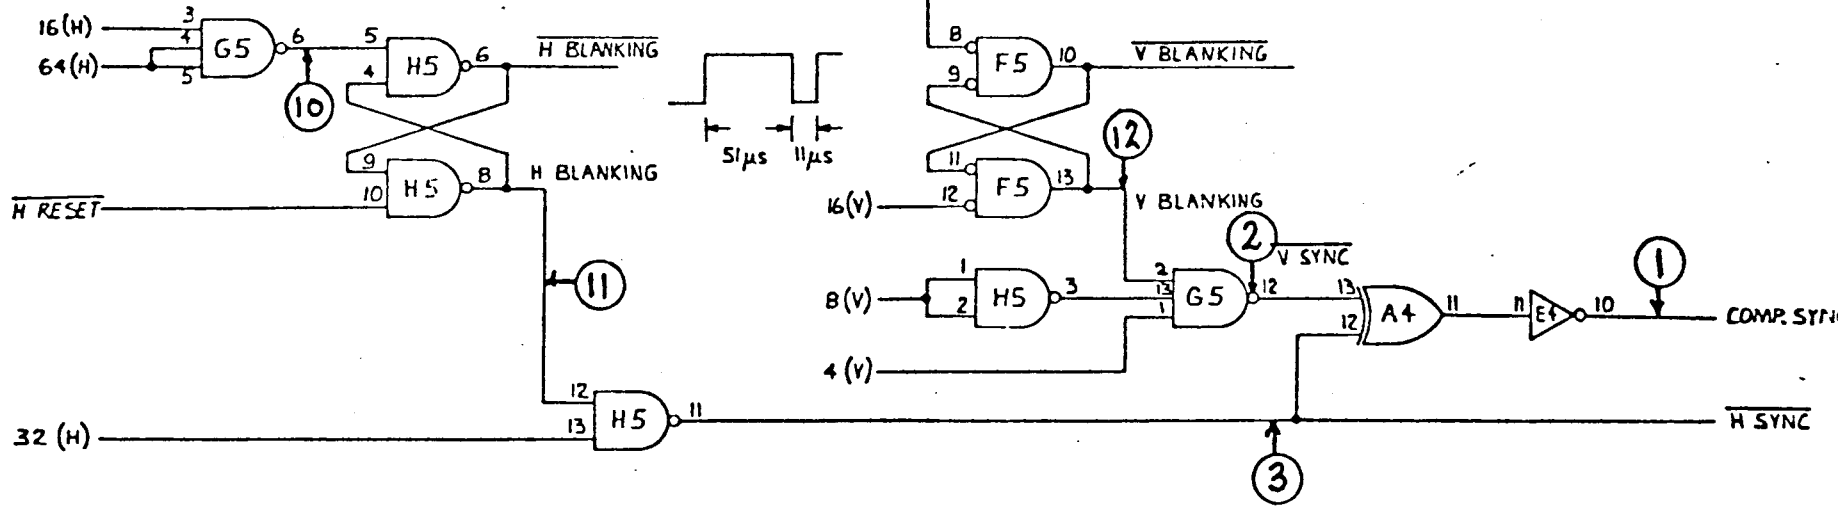 16(H)
3
4
5
G5
6
64(H)
10
5
4
H5
6
H BLANKING
9
10
H5
8
H BLANKING
H RESET
51µs
11µs
8
9
F5
10
V BLANKING
12
11
12
F5
13
16(V)
V BLANKING
2
V SYNC
1
11
8(V)
1
2
H5
3
2
13
1
G5
12
13
12
A4
11
11
E4
10
COMP. SYN
4(V)
12
13
H5
11
32(H)
H SYNC
3